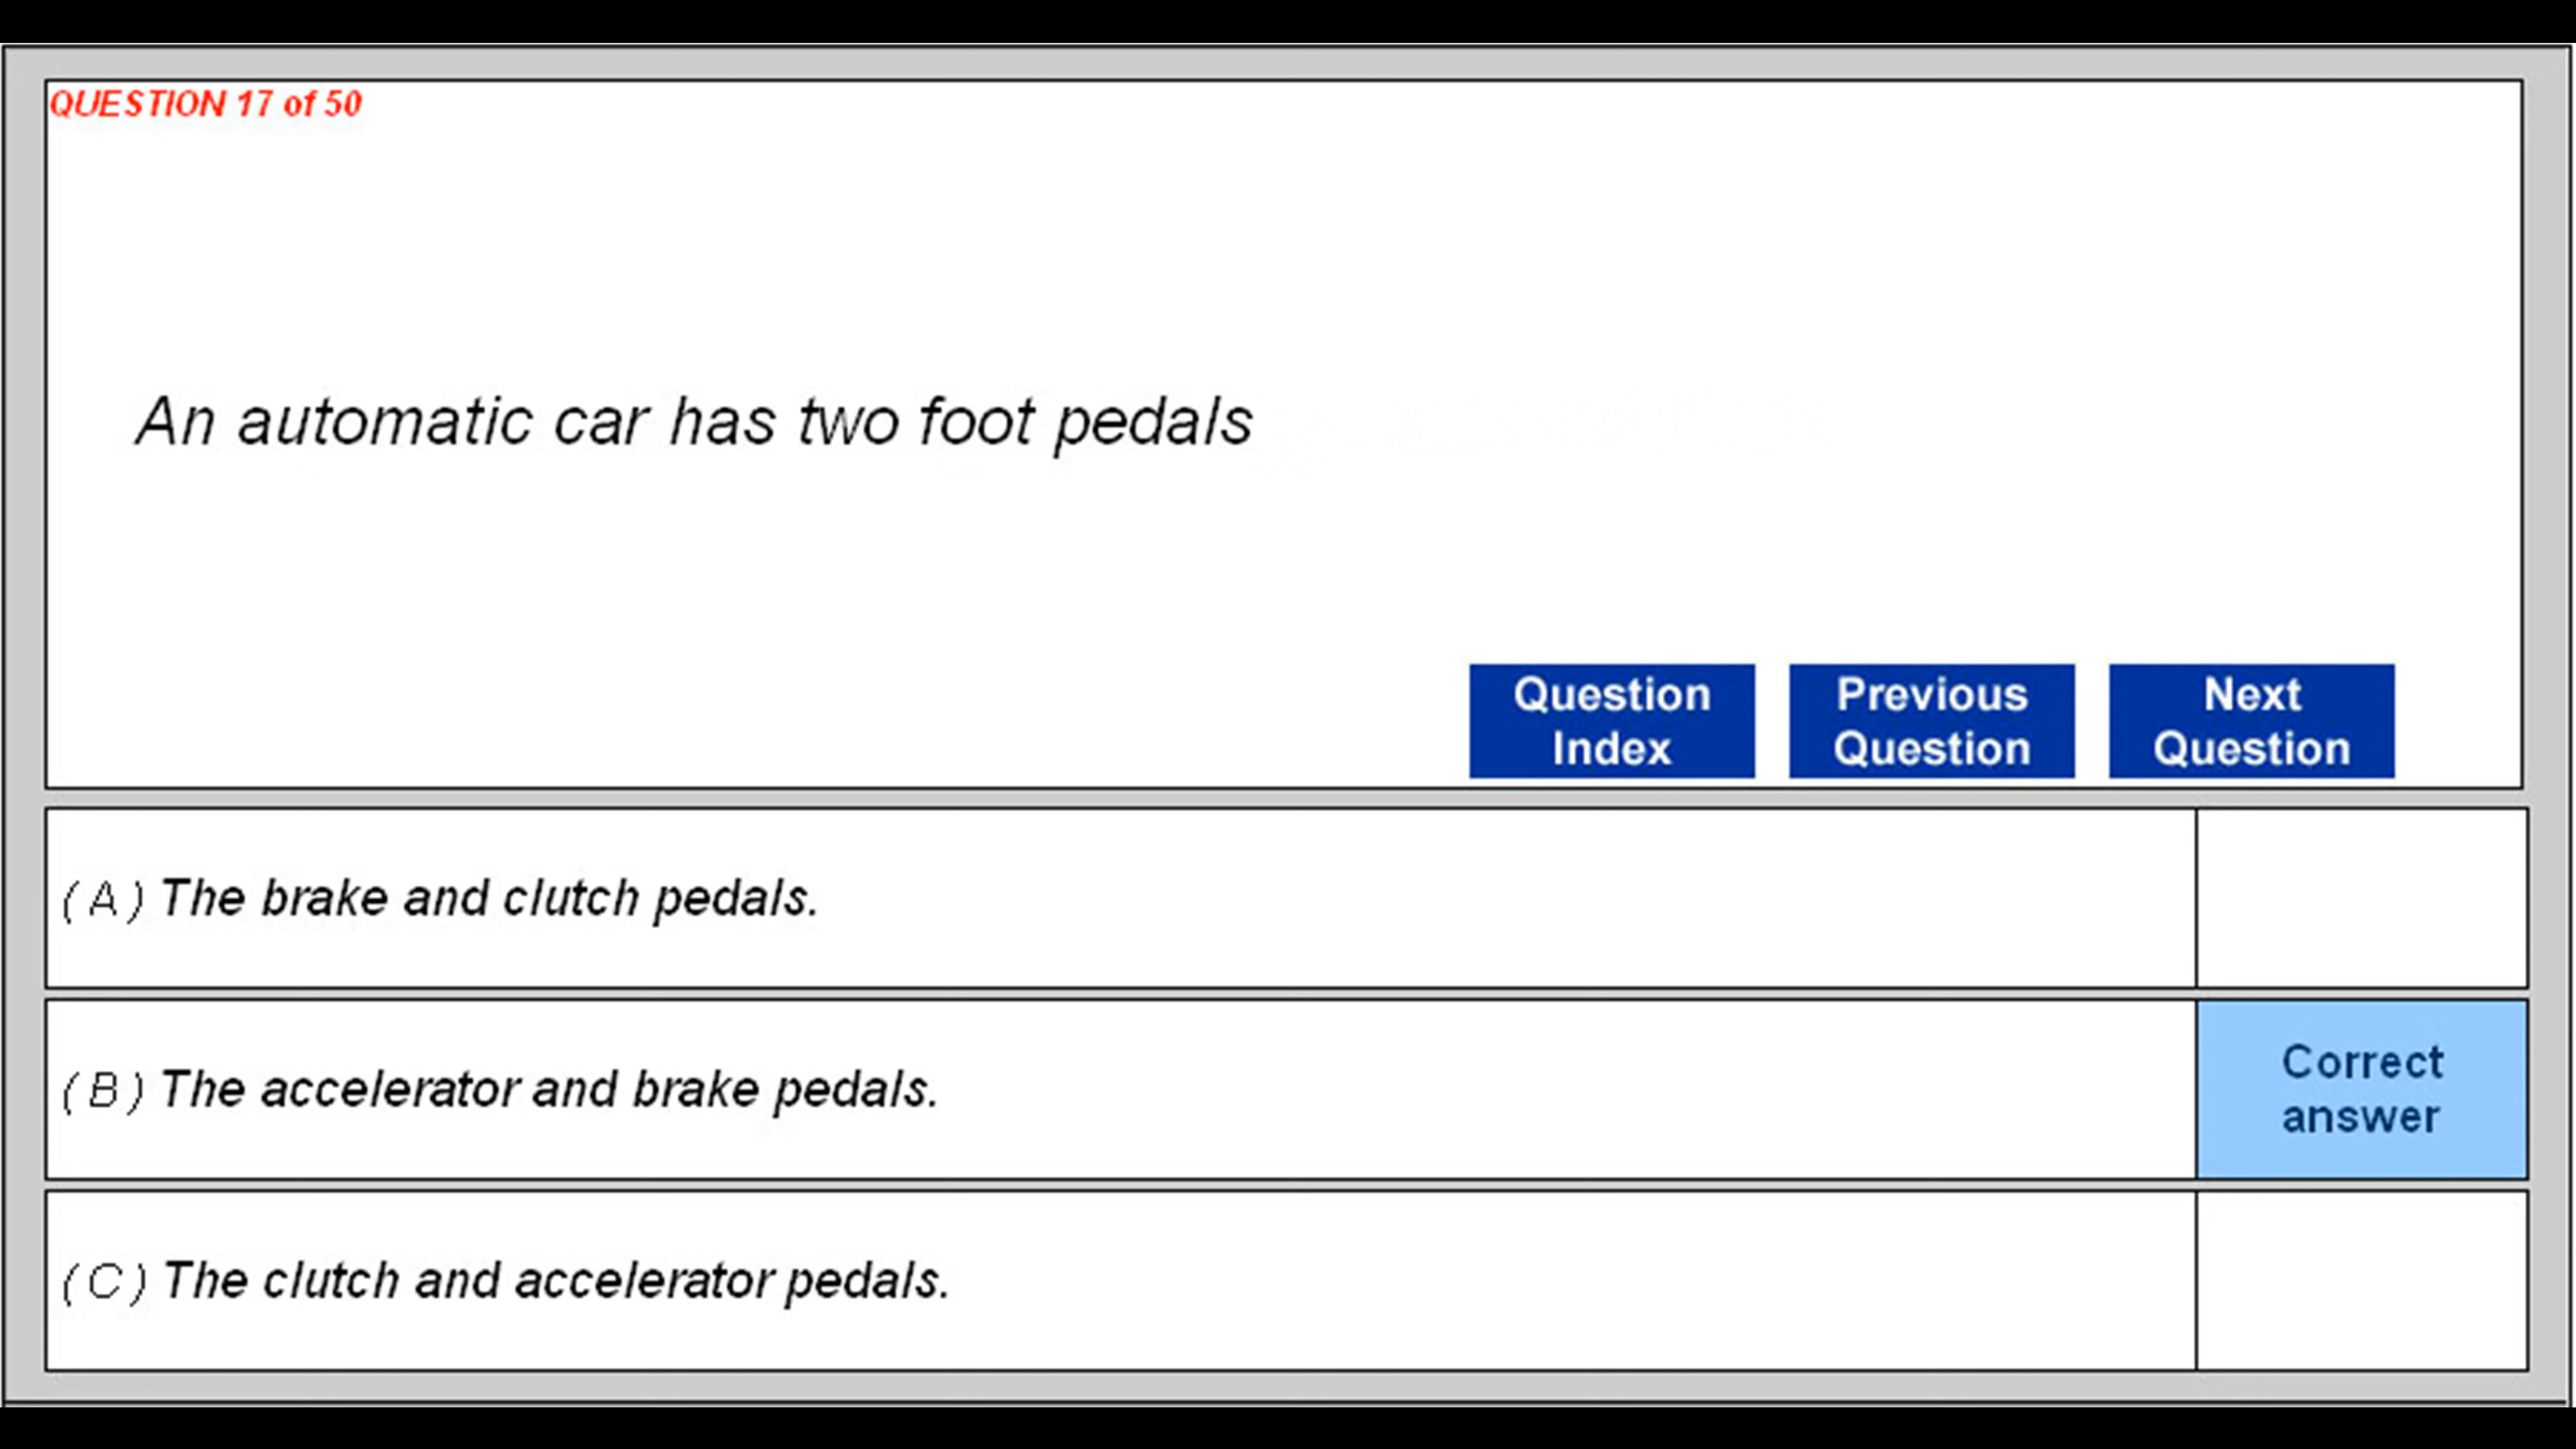 QUESTION 17 of 50
An automatic car has two foot pedals
Question Index
Previous Question
Next Question
(A) The brake and clutch pedals.
(B) The accelerator and brake pedals.
Correct answer
(C) The clutch and accelerator pedals.